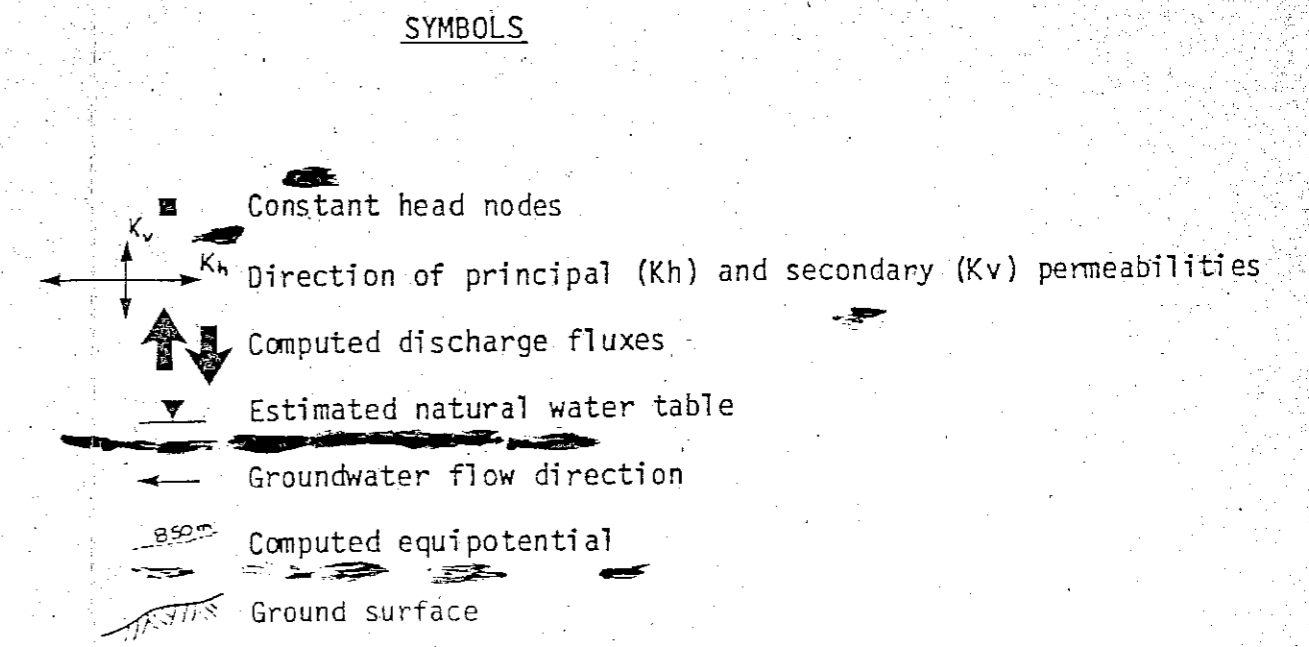 SYMBOLS
Constant head nodes
Kv
Kh Direction of principal (Kh) and secondary (Kv) permeabilities
Computed discharge fluxes
Estimated natural water table
Groundwater flow direction
850m Computed equipotential
Ground surface